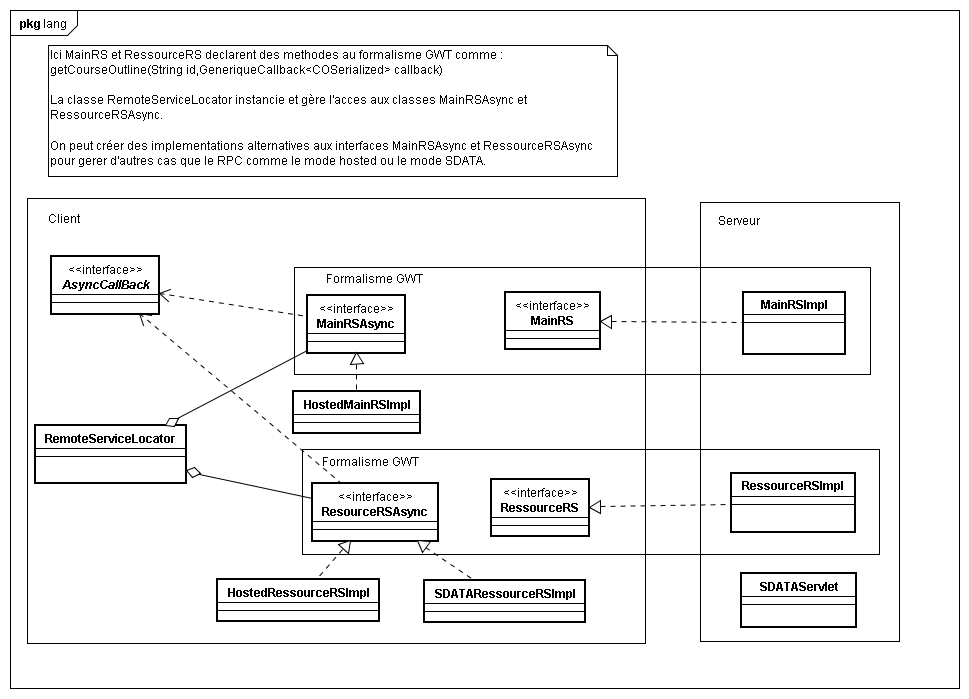 pkg lang
Ici MainRS et RessourceRS declarent des methodes au formalisme GWT comme :
getCourseOutline(String id,GeneriqueCallback<COSerialized> callback)
La classe RemoteServiceLocator instancie et gère l'acces aux classes MainRSAsync et
RessourceRSAsync.
On peut créer des implementations alternatives aux interfaces MainRSAsync et RessourceRSAsync
pour gerer d'autres cas que le RPC comme le mode hosted ou le mode SDATA.
Client
Serveur
<<interface>>
AsyncCallBack
Formalisme GWT
<<interface>>
MainRSAsync
<<interface>>
MainRS
MainRSImpl
HostedMainRSImpl
RemoteServiceLocator
Formalisme GWT
<<interface>>
ResourceRSAsync
<<interface>>
RessourceRS
RessourceRSImpl
HostedRessourceRSImpl
SDATARessourceRSImpl
SDATAServlet